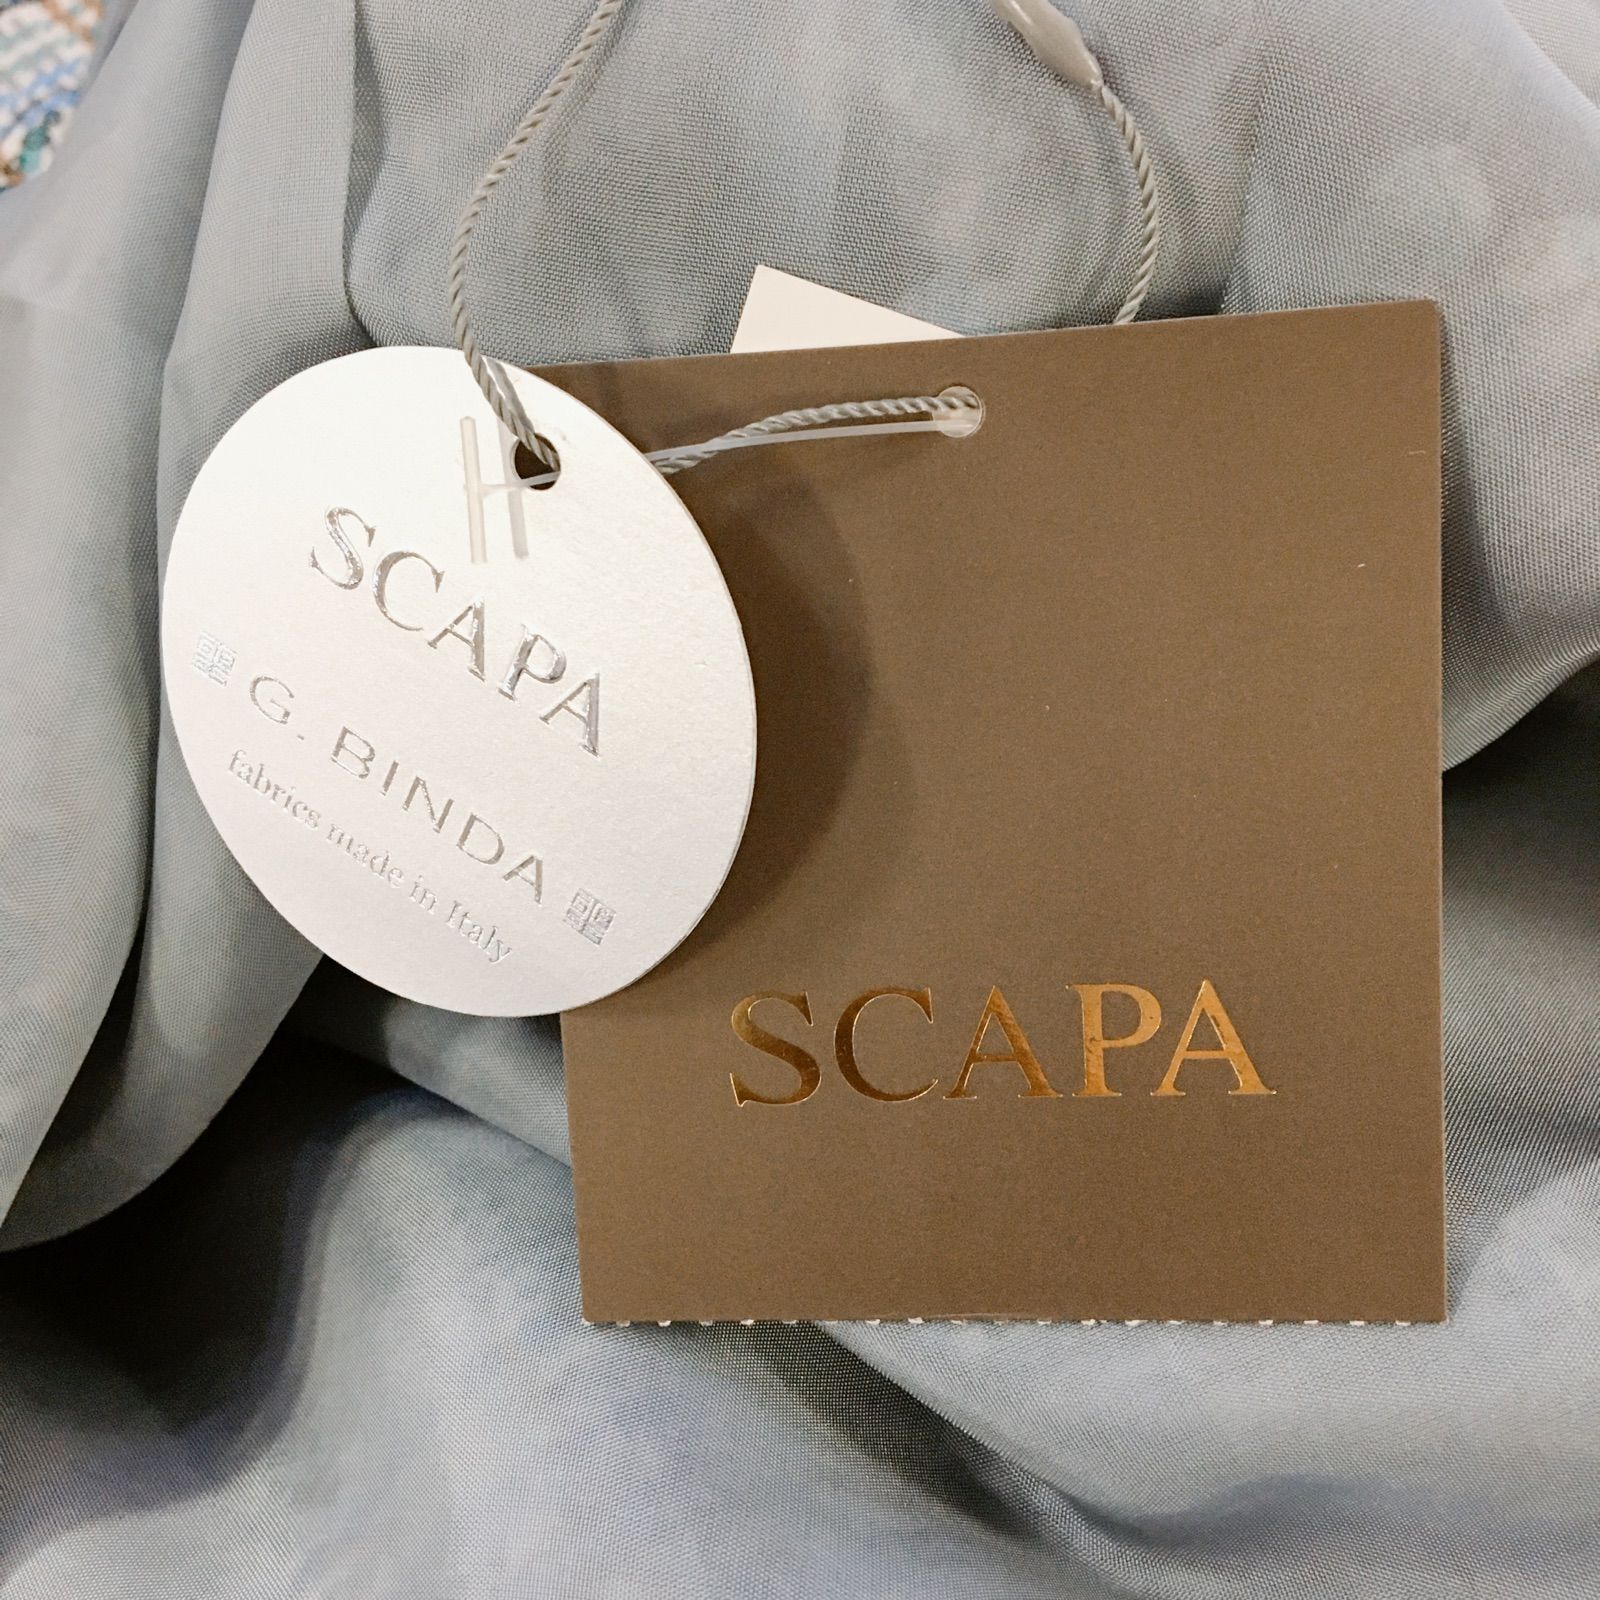 SCAPA
G. BINDA
fabrics made in Italy
SCAPA